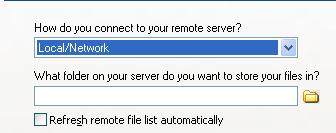 How do you connect to your remote server?
Local/Network
What folder on your server do you want to store your files in?
Refresh remote file list automatically